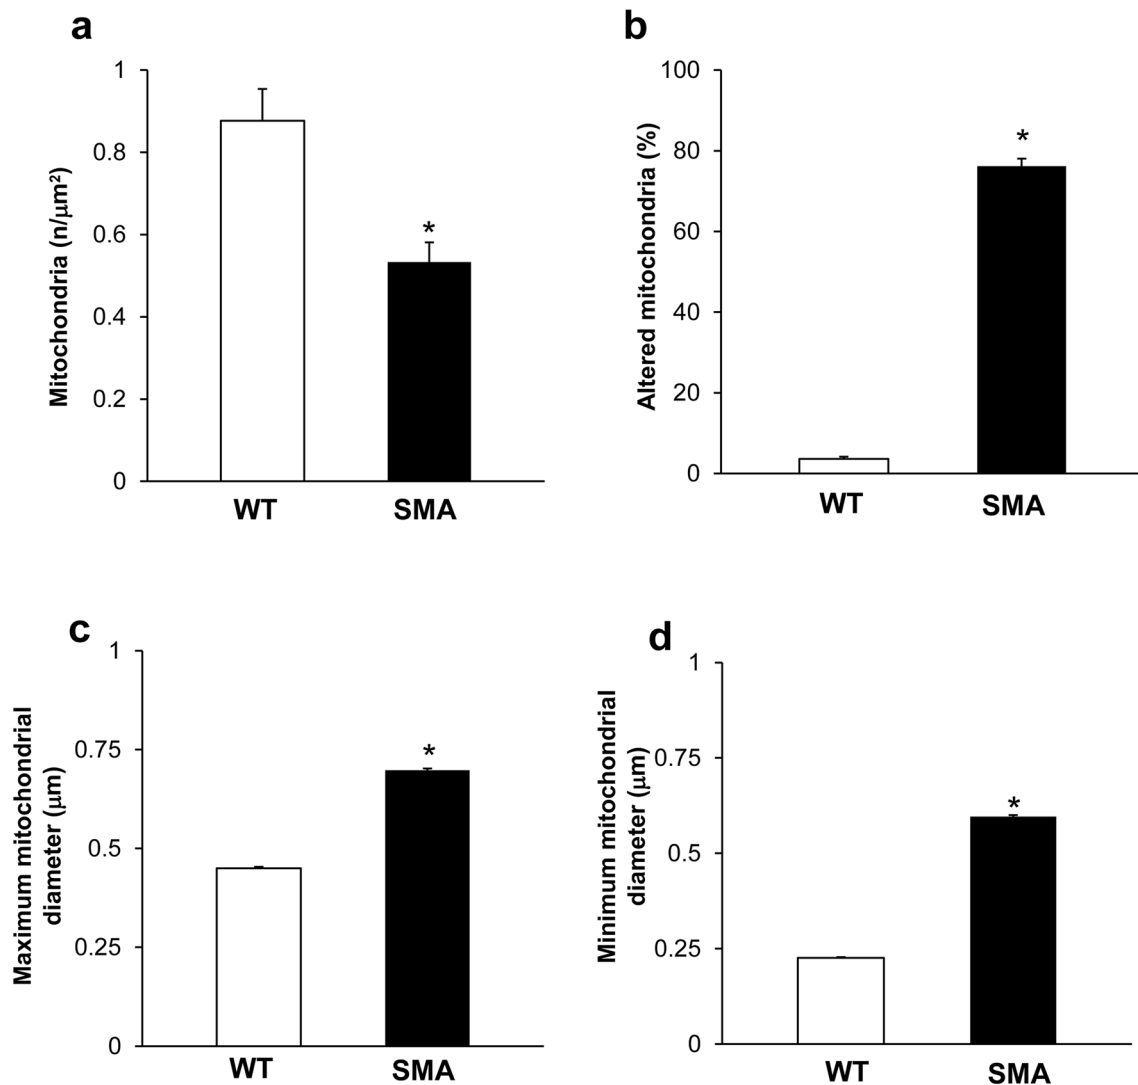 a
Mitochondria (n/μm²)
1
0.8
0.6
0.4
0.2
0
*
WT
SMA
b
Altered mitochondria (%)
100
80
60
40
20
0
*
WT
SMA
c
Maximum mitochondrial
diameter (μm)
1
0.75
0.5
0.25
0
*
WT
SMA
d
Minimum mitochondrial
diameter (μm)
1
0.75
0.5
0.25
0
*
WT
SMA